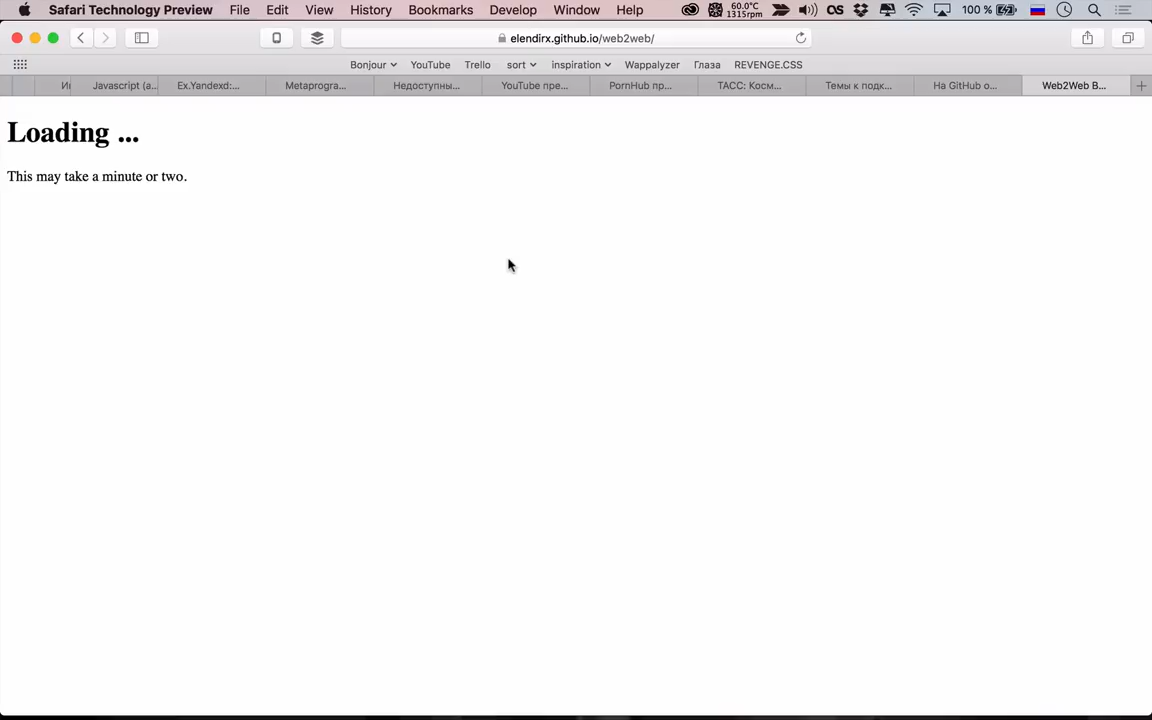 Safari Technology Preview File Edit View History Bookmarks Develop Window Help 60.0°C 1315rpm 100 %
elendirx.github.io/web2web/
Bonjour YouTube Trello sort inspiration Wappalyzer Глаза REVENGE.CSS
Javascript (a... Ex.Yandexd:... Metaprogra... Недоступны... YouTube пре... PornHub пр... ТАСС: Косм... Темы к подк... На GitHub о... Web2Web B...
Loading ...
This may take a minute or two.